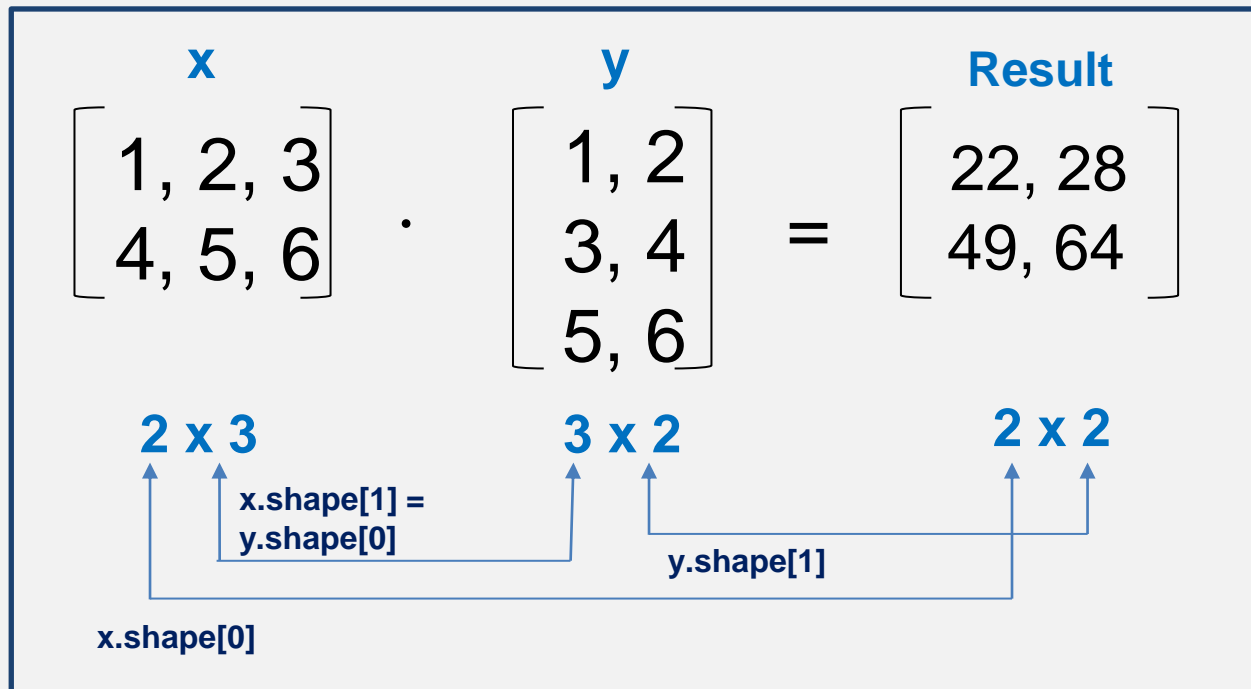 x
y
Result
1, 2, 3
4, 5, 6
.
1, 2
3, 4
5, 6
=
22, 28
49, 64
2 x 3
3 x 2
2 x 2
x.shape[1] =
y.shape[0]
y.shape[1]
x.shape[0]